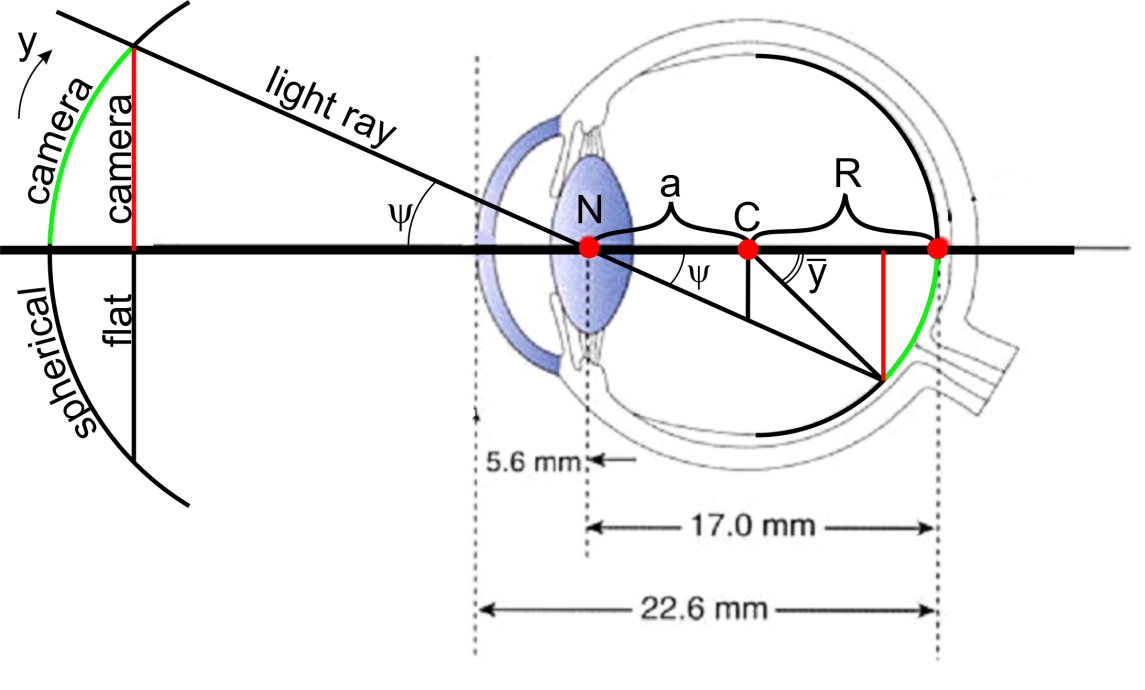 y
camera
camera
light ray
ψ
N
a
C
R
ψ
y̅
spherical
flat
5.6 mm
17.0 mm
22.6 mm